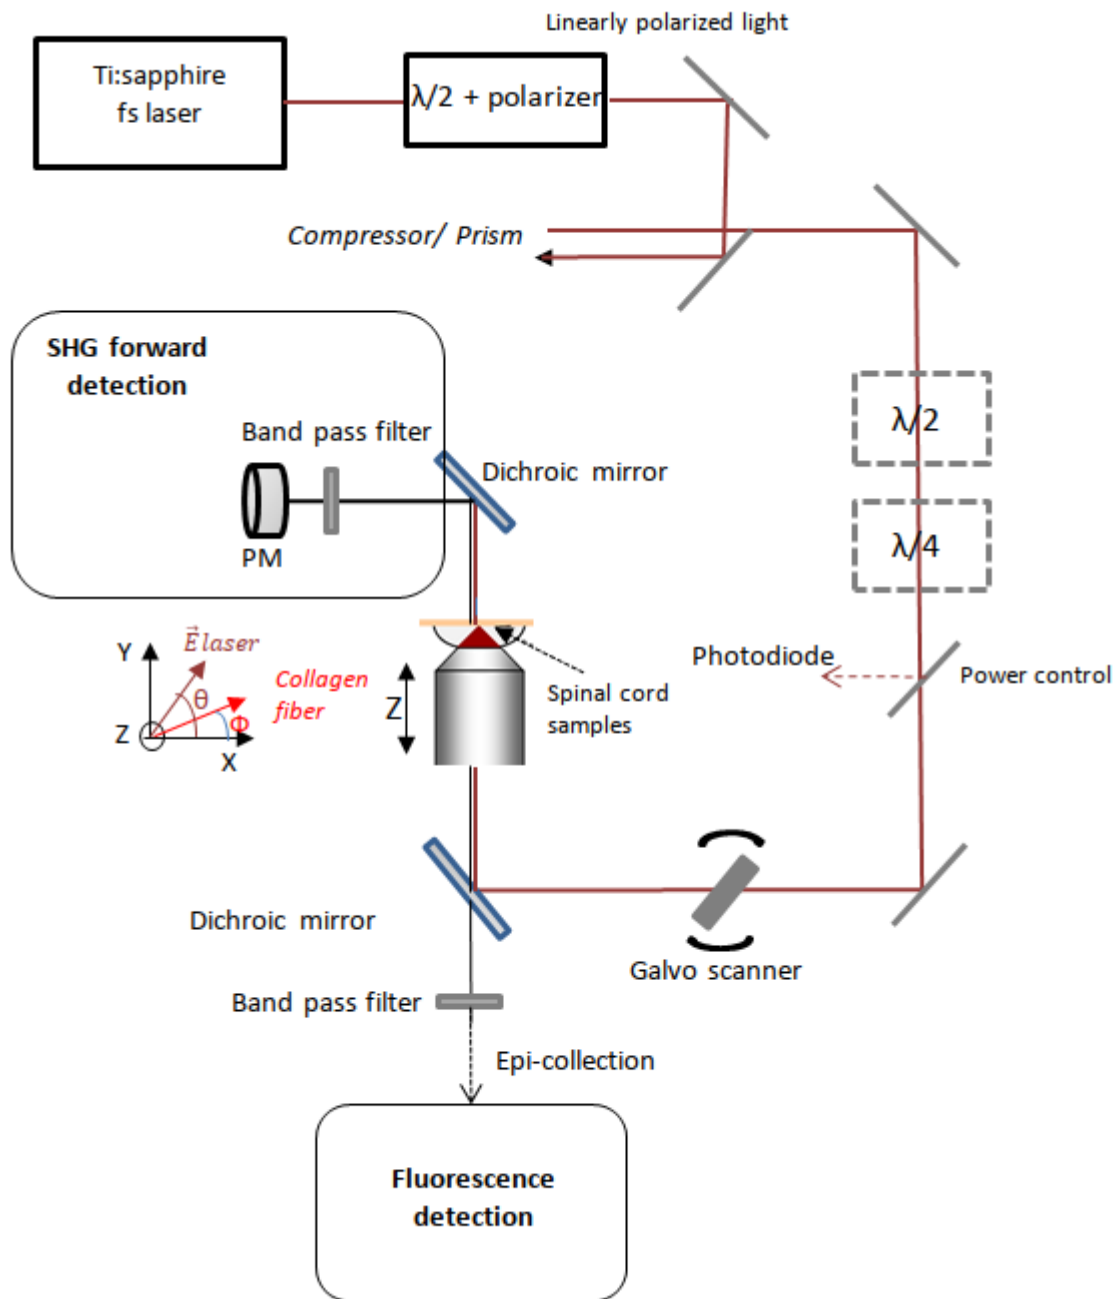 Linearly polarized light
Ti:sapphire
fs laser
λ/2 + polarizer
Compressor/ Prism
SHG forward
detection
Band pass filter
Dichroic mirror
PM
λ/2
λ/4
Photodiode
Power control
Y
E⃗laser
θ
Collagen
fiber
Φ
Z
X
Z
Spinal cord
samples
Dichroic mirror
Galvo scanner
Band pass filter
Epi-collection
Fluorescence
detection